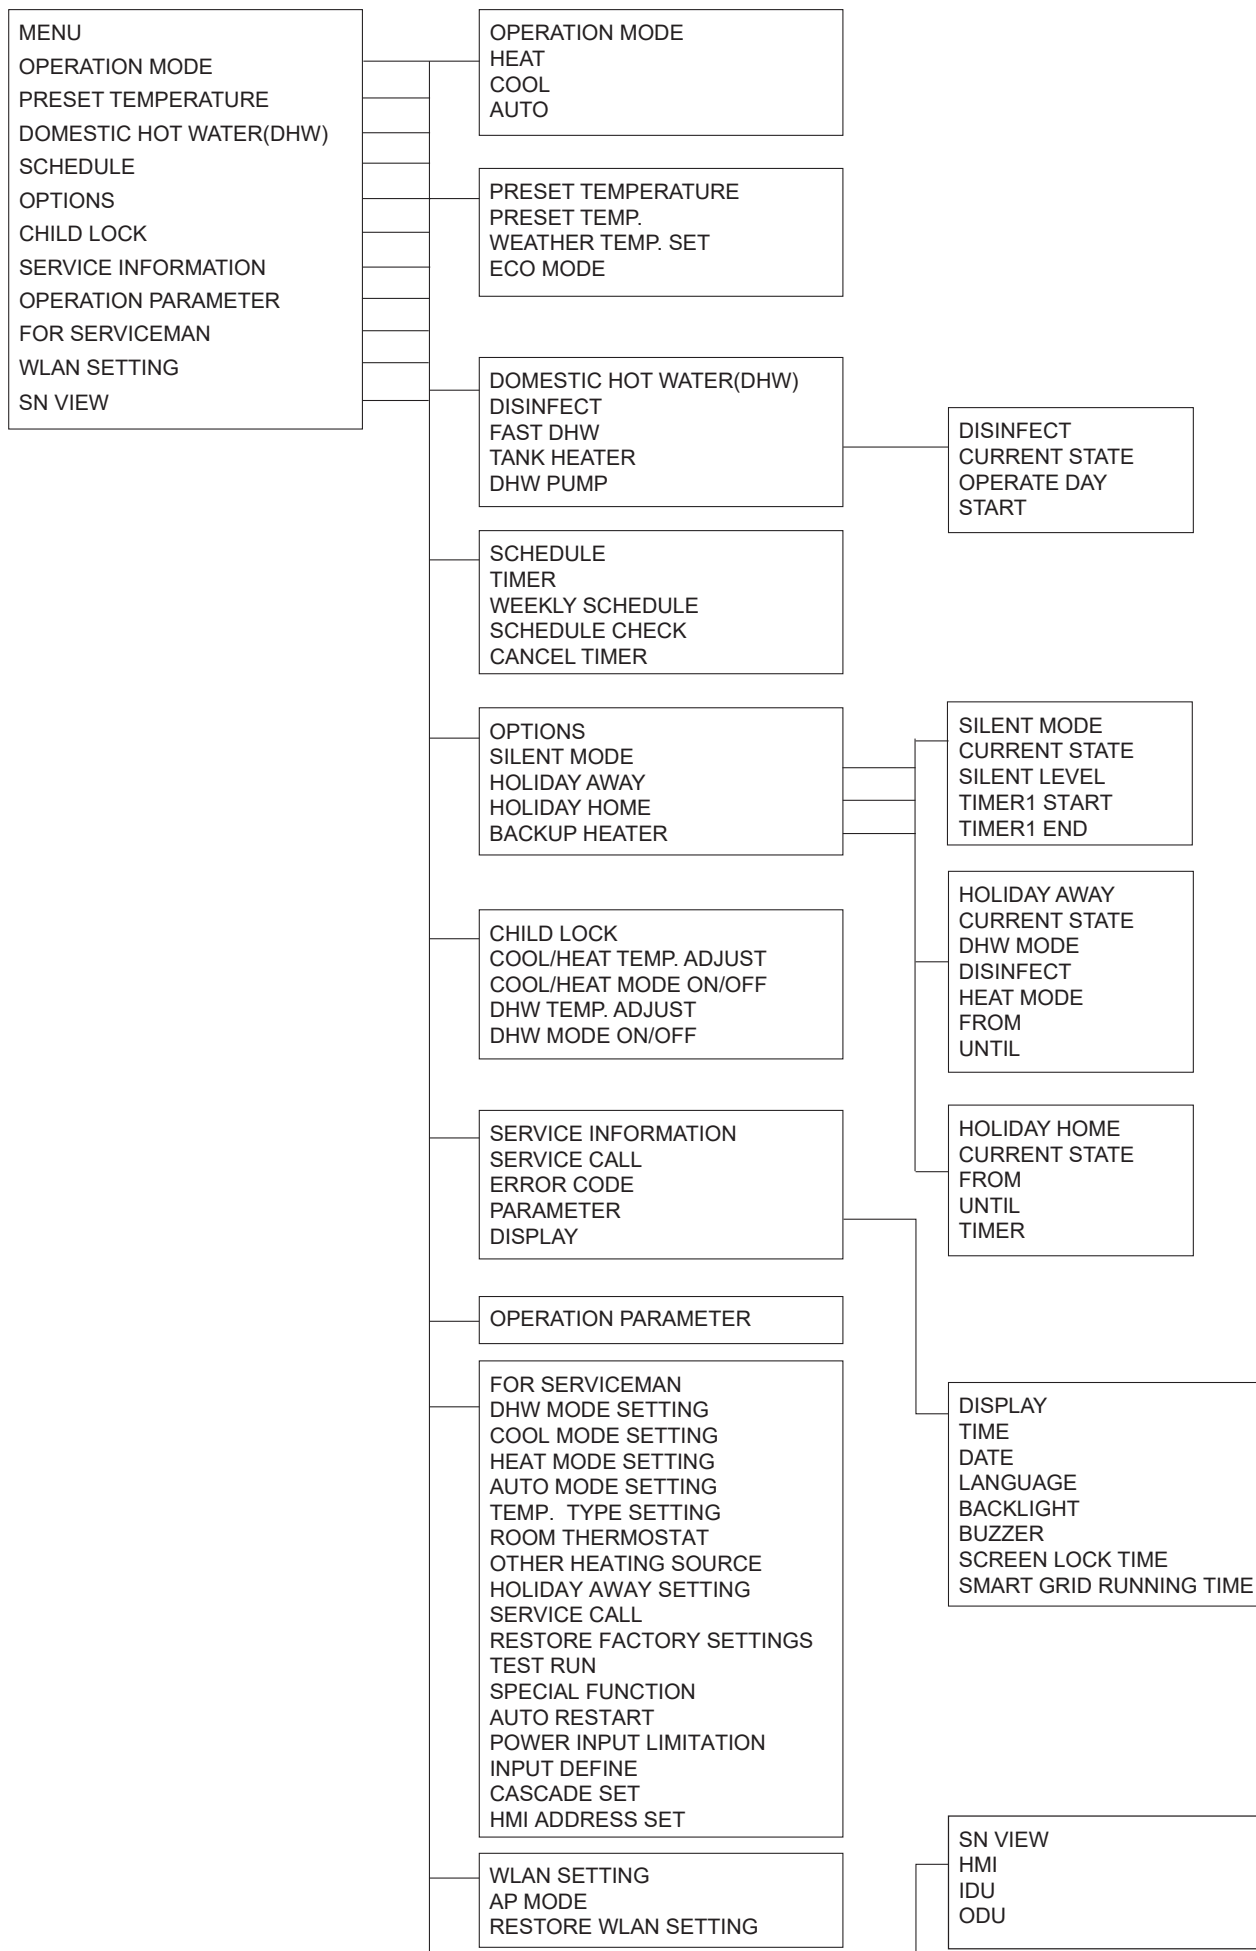 MENU
OPERATION MODE
PRESET TEMPERATURE
DOMESTIC HOT WATER(DHW)
SCHEDULE
OPTIONS
CHILD LOCK
SERVICE INFORMATION
OPERATION PARAMETER
FOR SERVICEMAN
WLAN SETTING
SN VIEW
OPERATION MODE
HEAT
COOL
AUTO
PRESET TEMPERATURE
PRESET TEMP.
WEATHER TEMP. SET
ECO MODE
DOMESTIC HOT WATER(DHW)
DISINFECT
FAST DHW
TANK HEATER
DHW PUMP
DISINFECT
CURRENT STATE
OPERATE DAY
START
SCHEDULE
TIMER
WEEKLY SCHEDULE
SCHEDULE CHECK
CANCEL TIMER
OPTIONS
SILENT MODE
HOLIDAY AWAY
HOLIDAY HOME
BACKUP HEATER
SILENT MODE
CURRENT STATE
SILENT LEVEL
TIMER1 START
TIMER1 END
HOLIDAY AWAY
CURRENT STATE
DHW MODE
DISINFECT
HEAT MODE
FROM
UNTIL
HOLIDAY HOME
CURRENT STATE
FROM
UNTIL
TIMER
CHILD LOCK
COOL/HEAT TEMP. ADJUST
COOL/HEAT MODE ON/OFF
DHW TEMP. ADJUST
DHW MODE ON/OFF
SERVICE INFORMATION
SERVICE CALL
ERROR CODE
PARAMETER
DISPLAY
DISPLAY
TIME
DATE
LANGUAGE
BACKLIGHT
BUZZER
SCREEN LOCK TIME
SMART GRID RUNNING TIME
OPERATION PARAMETER
FOR SERVICEMAN
DHW MODE SETTING
COOL MODE SETTING
HEAT MODE SETTING
AUTO MODE SETTING
TEMP. TYPE SETTING
ROOM THERMOSTAT
OTHER HEATING SOURCE
HOLIDAY AWAY SETTING
SERVICE CALL
RESTORE FACTORY SETTINGS
TEST RUN
SPECIAL FUNCTION
AUTO RESTART
POWER INPUT LIMITATION
INPUT DEFINE
CASCADE SET
HMI ADDRESS SET
WLAN SETTING
AP MODE
RESTORE WLAN SETTING
SN VIEW
HMI
IDU
ODU